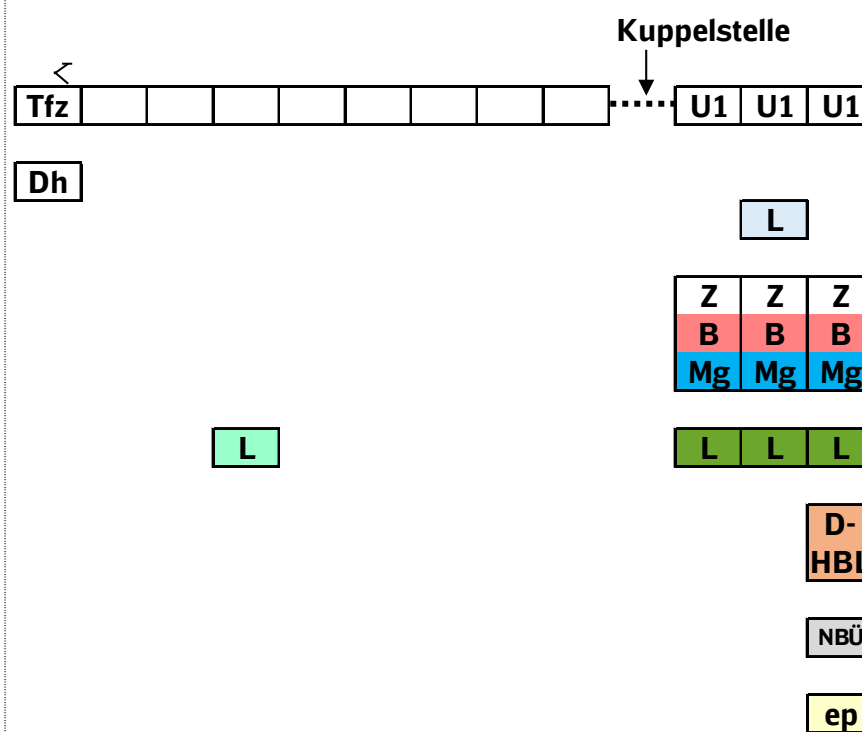 Kuppelstelle
Tfz U1 U1 U1
Dh
L
Z Z Z
B B B
Mg Mg Mg
L L L L
D-
HBL
NBÜ
ep